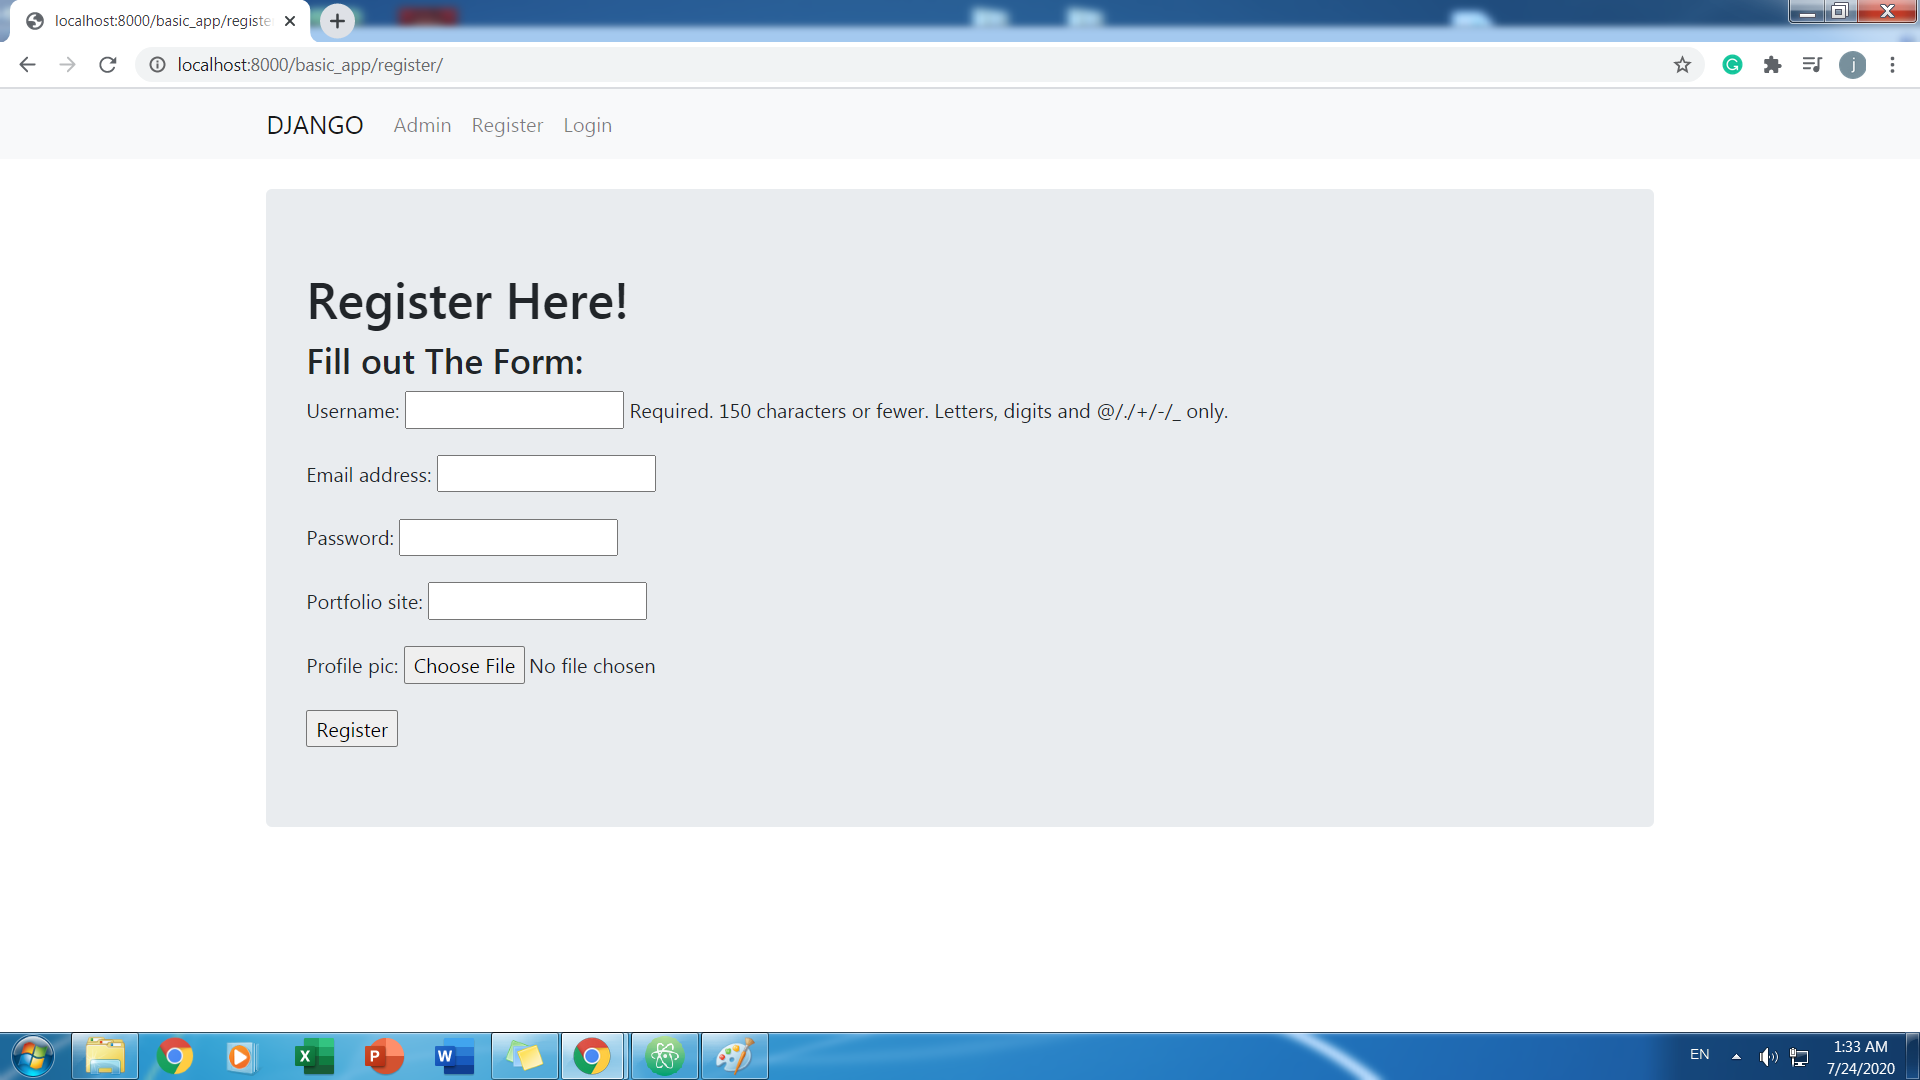 localhost:8000/basic_app/registe
localhost:8000/basic_app/register/
j
DJANGO Admin Register Login
Register Here!
Fill out The Form:
Username: Required. 150 characters or fewer. Letters, digits and @/./+/-/_ only.
Email address:
Password:
Portfolio site:
Profile pic: Choose File No file chosen
Register
EN
1:33 AM
7/24/2020